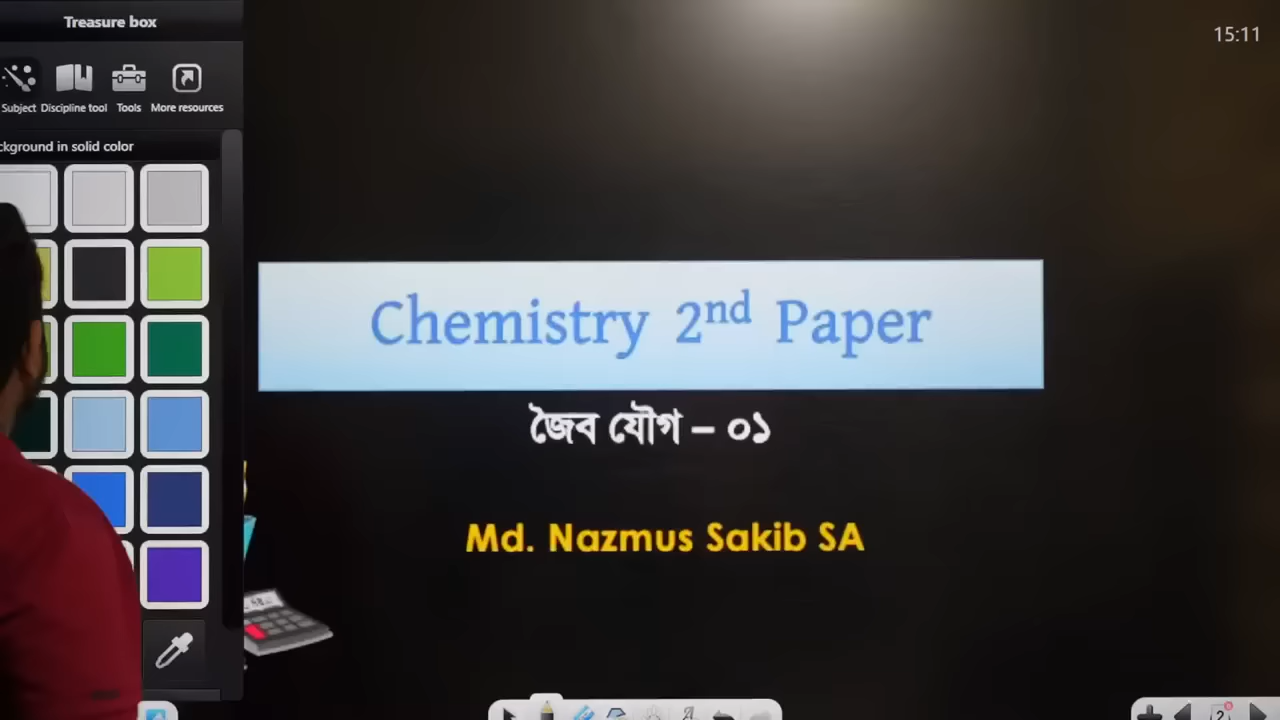 Treasure box
15:11
Subject Discipline tool Tools More resources
ckground in solid color
Chemistry 2nd Paper
জৈব যৌগ – ০১
Md. Nazmus Sakib SA
2